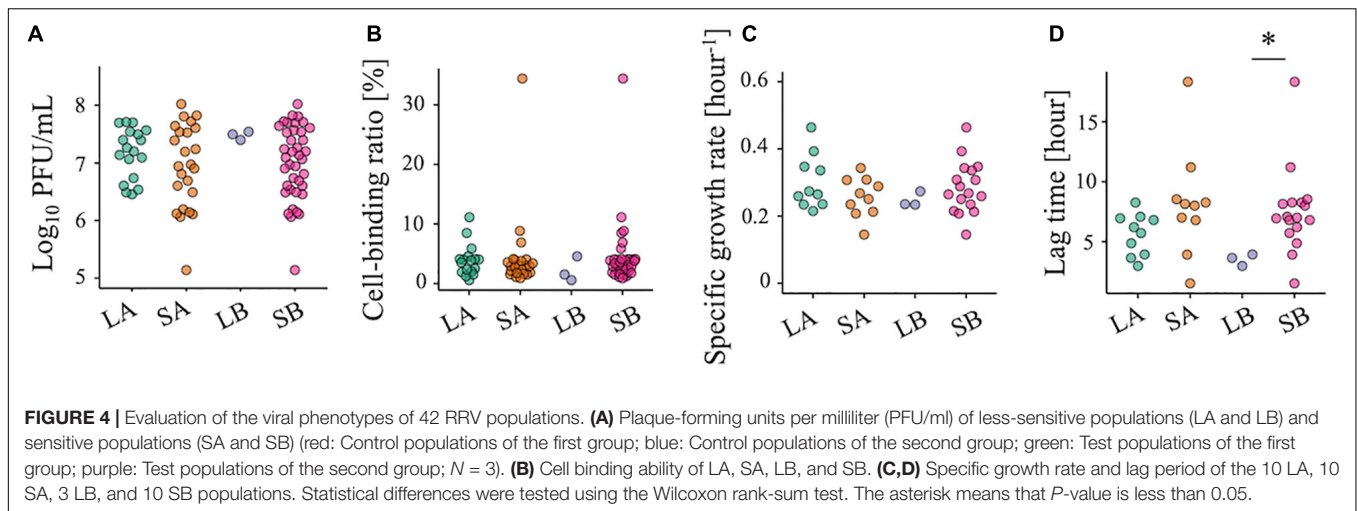 A
B
C
D
*
Log10 PFU/mL
8
7
6
5
LA SA LB SB
Cell-binding ratio [%]
30
20
10
0
LA SA LB SB
Specific growth rate [hour-1]
0.6
0.4
0.2
0
LA SA LB SB
Lag time [hour]
15
10
5
LA SA LB SB
FIGURE 4 | Evaluation of the viral phenotypes of 42 RRV populations. (A) Plaque-forming units per milliliter (PFU/ml) of less-sensitive populations (LA and LB) and
sensitive populations (SA and SB) (red: Control populations of the first group; blue: Control populations of the second group; green: Test populations of the first
group; purple: Test populations of the second group; N = 3). (B) Cell binding ability of LA, SA, LB, and SB. (C,D) Specific growth rate and lag period of the 10 LA, 10
SA, 3 LB, and 10 SB populations. Statistical differences were tested using the Wilcoxon rank-sum test. The asterisk means that P-value is less than 0.05.